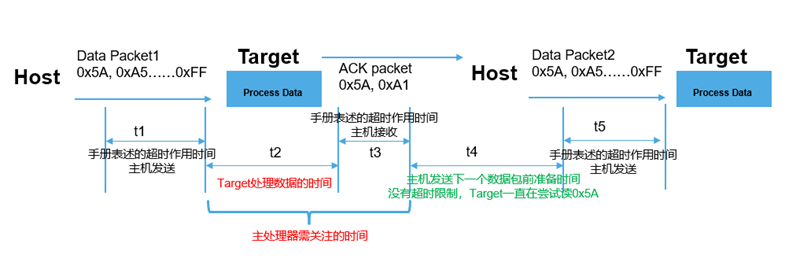 Host
Data Packet1
0x5A, 0xA5……0xFF
Target
Process Data
ACK packet
0x5A, 0xA1
Host
Data Packet2
0x5A, 0xA5……0xFF
Target
Process Data
t1
手册表述的超时作用时间
主机发送
t2
Target处理数据的时间
手册表述的超时作用时间
主机接收
t3
t4
主机发送下一个数据包前准备时间
没有超时限制，Target一直在尝试读0x5A
t5
手册表述的超时作用时间
主机发送
主处理器需关注的时间